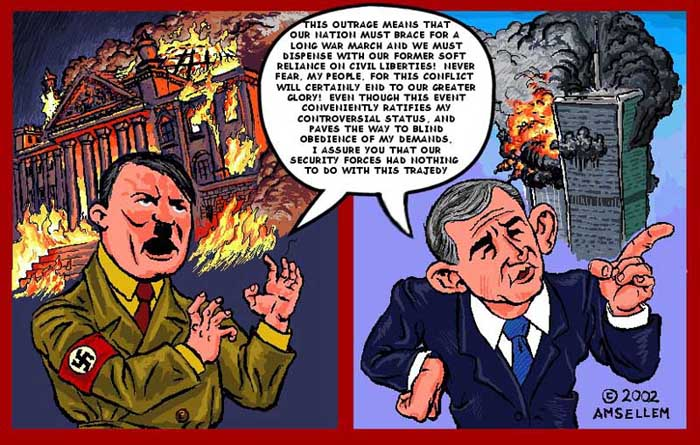 THIS OUTRAGE MEANS THAT
OUR NATION MUST BRACE FOR A
LONG WAR MARCH AND WE MUST
DISPENSE WITH OUR FORMER SOFT
RELIANCE ON CIVIL LIBERTIES! NEVER
FEAR, MY PEOPLE, FOR THIS CONFLICT
WILL CERTAINLY END TO OUR GREATER
GLORY! EVEN THOUGH THIS EVENT
CONVENIENTLY RATIFIES MY
CONTROVERSIAL STATUS, AND
PAVES THE WAY TO BLIND
OBEDIENCE OF MY DEMANDS,
I ASSURE YOU THAT OUR
SECURITY FORCES HAD NOTHING
TO DO WITH THIS TRAJEDY
© 2002
AMSELLEM